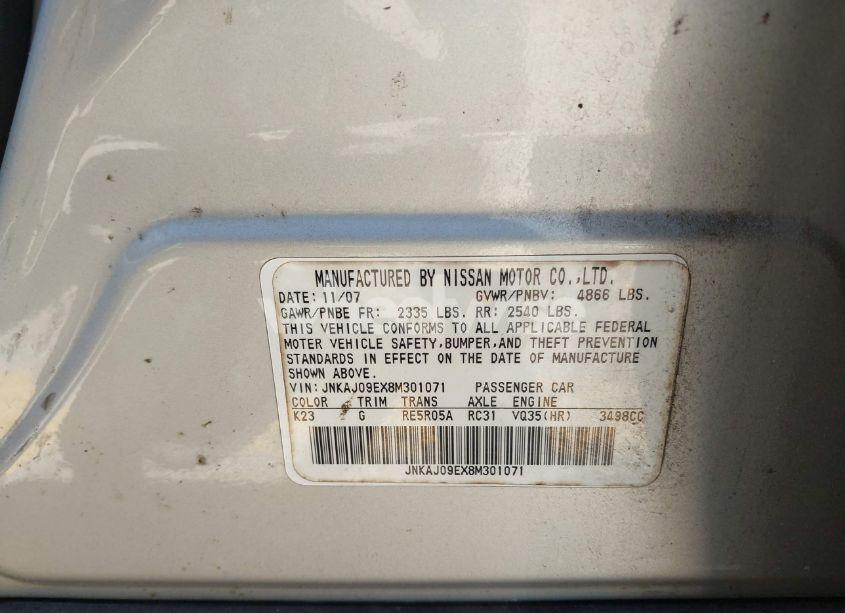 MANUFACTURED BY NISSAN MOTOR CO.,LTD.
DATE: 11/07 GVWR/PNBV: 4866 LBS.
GAWR/PNBE FR: 2335 LBS. RR: 2540 LBS.
THIS VEHICLE CONFORMS TO ALL APPLICABLE FEDERAL
MOTOR VEHICLE SAFETY,BUMPER,AND THEFT PREVENTION
STANDARDS IN EFFECT ON THE DATE OF MANUFACTURE
SHOWN ABOVE.
VIN:JNKAJ09EX8M301071 PASSENGER CAR
COLOR TRIM TRANS AXLE ENGINE
K23 G RE5R05A RC31 VQ35(HR) 3498CC
JNKAJ09EX8M301071